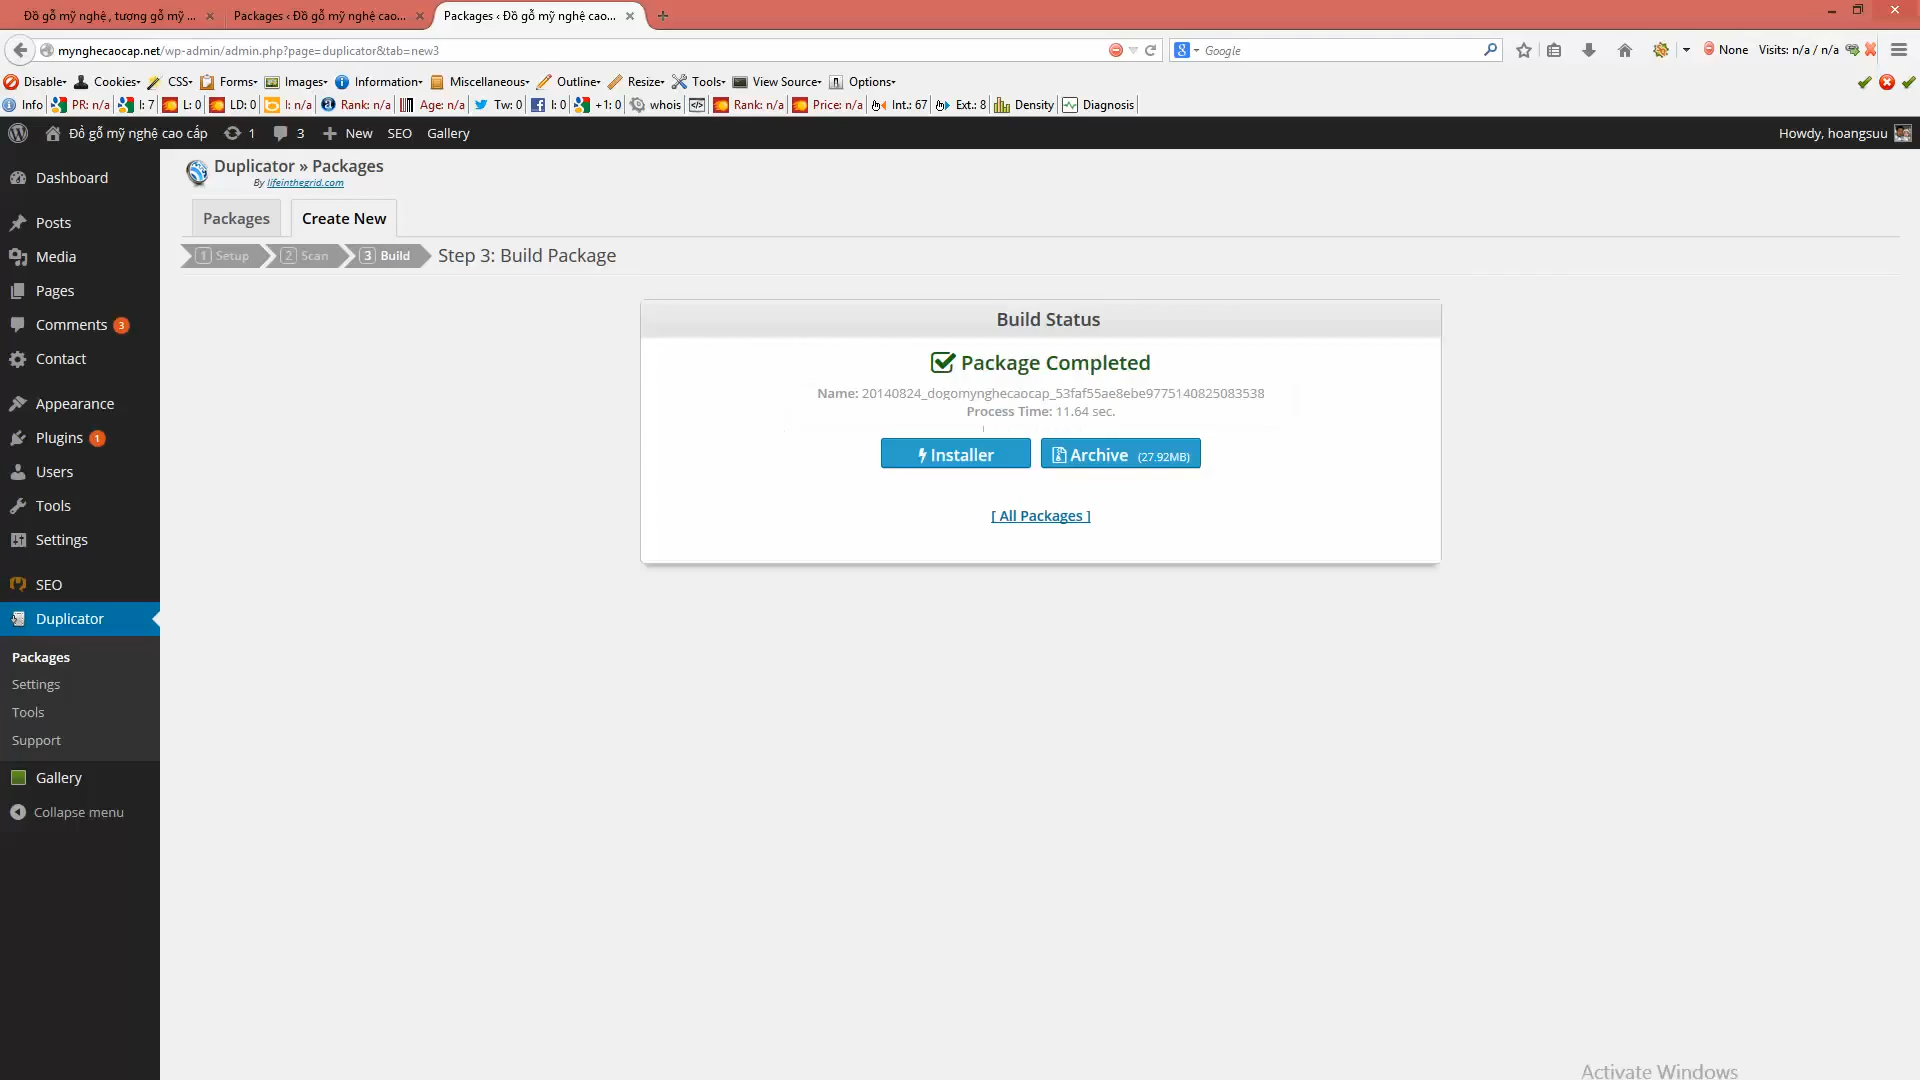 Đồ gỗ mỹ nghệ , tượng gỗ mỹ ...
Packages ‹ Đồ gỗ mỹ nghệ cao...
Packages ‹ Đồ gỗ mỹ nghệ cao...
mynghecaocap.net/wp-admin/admin.php?page=duplicator&tab=new3
Google
None
Visits: n/a / n/a
Disable
Cookies
CSS
Forms
Images
Information
Miscellaneous
Outline
Resize
Tools
View Source
Options
Info
PR: n/a
I: 7
L: 0
LD: 0
I: n/a
Rank: n/a
Age: n/a
Tw: 0
I: 0
+1: 0
whois
Rank: n/a
Price: n/a
Int.: 67
Ext.: 8
Density
Diagnosis
Đồ gỗ mỹ nghệ cao cấp
1
3
New
SEO
Gallery
Howdy, hoangsuu
Dashboard
Posts
Media
Pages
Comments 3
Contact
Appearance
Plugins 1
Users
Tools
Settings
SEO
Duplicator
Packages
Settings
Tools
Support
Gallery
Collapse menu
Duplicator » Packages
By lifeinthegrid.com
Packages
Create New
1 Setup
2 Scan
3 Build
Step 3: Build Package
Build Status
Package Completed
Name: 20140824_dogomynghecaocap_53faf55ae8ebe9775140825083538
Process Time: 11.64 sec.
Installer
Archive (27.92MB)
[ All Packages ]
Activate Windows